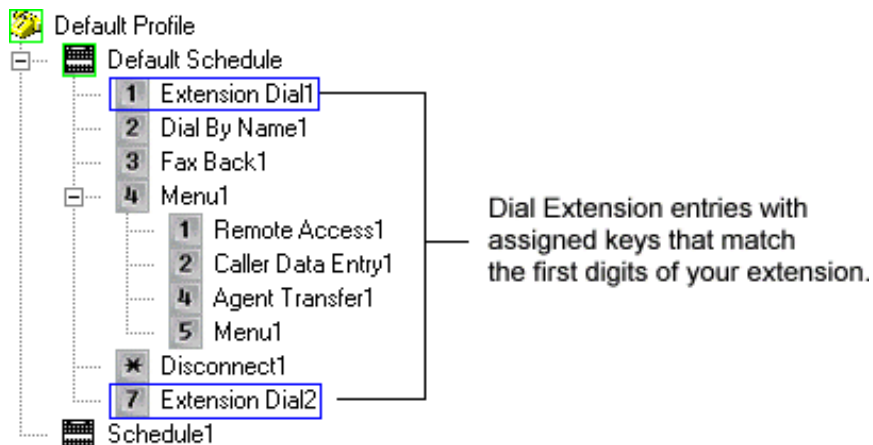 Default Profile
Default Schedule
1 Extension Dial1
2 Dial By Name1
3 Fax Back1
4 Menu1
1 Remote Access1
2 Caller Data Entry1
4 Agent Transfer1
5 Menu1
* Disconnect1
7 Extension Dial2
Schedule1
Dial Extension entries with
assigned keys that match
the first digits of your extension.